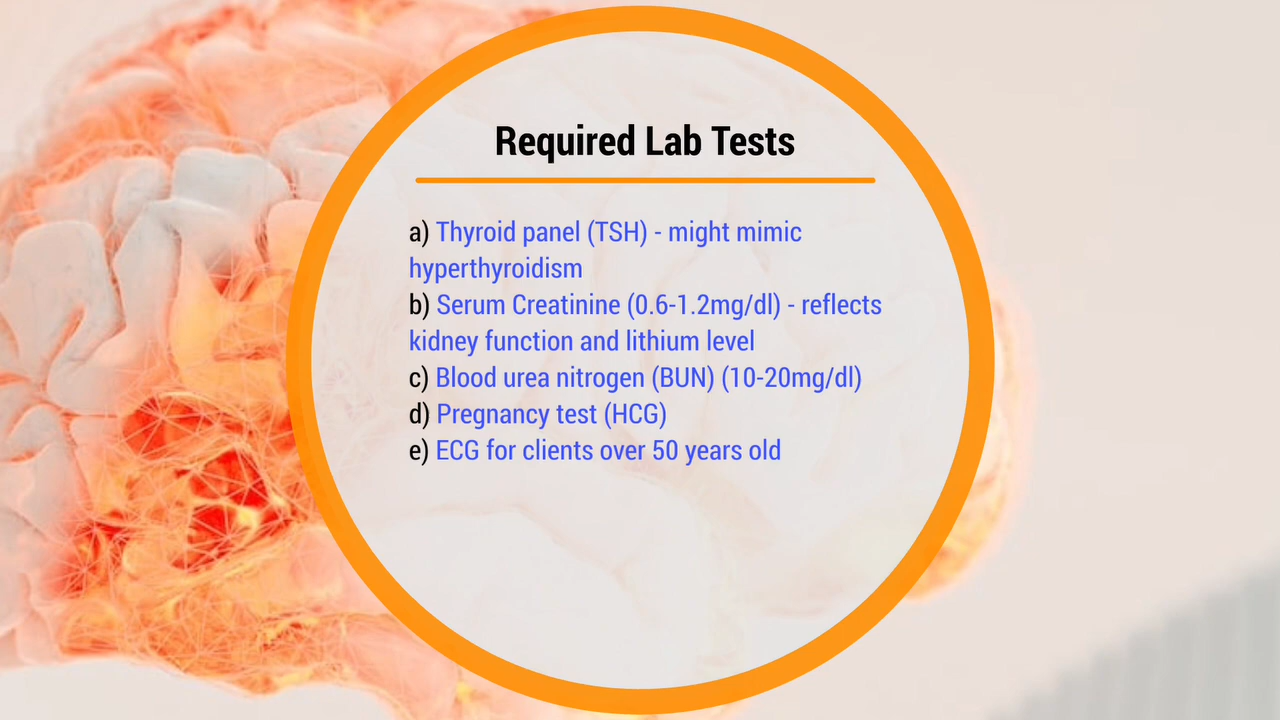 Required Lab Tests
a) Thyroid panel (TSH) - might mimic
hyperthyroidism
b) Serum Creatinine (0.6-1.2mg/dl) - reflects
kidney function and lithium level
c) Blood urea nitrogen (BUN) (10-20mg/dl)
d) Pregnancy test (HCG)
e) ECG for clients over 50 years old